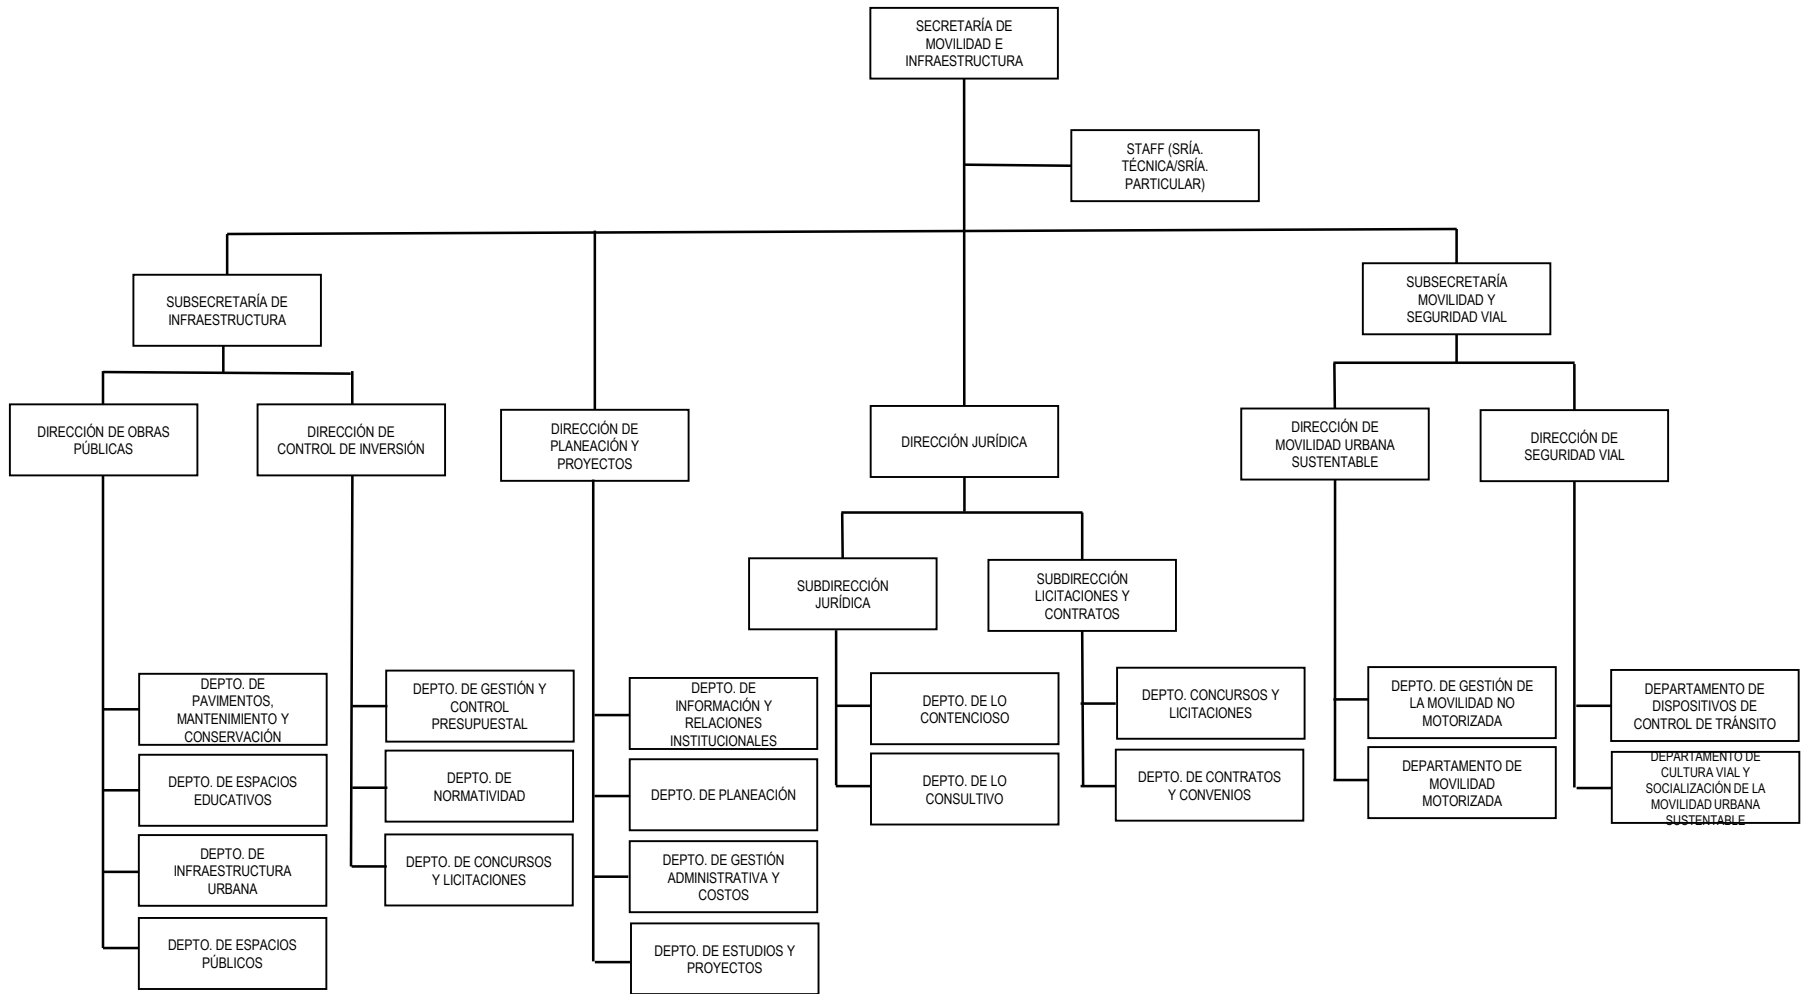 SECRETARÍA DE
MOVILIDAD E
INFRAESTRUCTURA
STAFF (SRÍA.
TÉCNICA/SRÍA.
PARTICULAR)
SUBSECRETARÍA DE
INFRAESTRUCTURA
SUBSECRETARÍA
MOVILIDAD Y
SEGURIDAD VIAL
DIRECCIÓN DE OBRAS
PÚBLICAS
DIRECCIÓN DE
CONTROL DE INVERSIÓN
DIRECCIÓN DE
PLANEACIÓN Y
PROYECTOS
DIRECCIÓN JURÍDICA
DIRECCIÓN DE
MOVILIDAD URBANA
SUSTENTABLE
DIRECCIÓN DE
SEGURIDAD VIAL
SUBDIRECCIÓN
JURÍDICA
SUBDIRECCIÓN
LICITACIONES Y
CONTRATOS
DEPTO. DE
PAVIMENTOS,
MANTENIMIENTO Y
CONSERVACIÓN
DEPTO. DE ESPACIOS
EDUCATIVOS
DEPTO. DE
INFRAESTRUCTURA
URBANA
DEPTO. DE ESPACIOS
PÚBLICOS
DEPTO. DE GESTIÓN Y
CONTROL
PRESUPUESTAL
DEPTO. DE
NORMATIVIDAD
DEPTO. DE CONCURSOS
Y LICITACIONES
DEPTO. DE
INFORMACIÓN Y
RELACIONES
INSTITUCIONALES
DEPTO. DE PLANEACIÓN
DEPTO. DE GESTIÓN
ADMINISTRATIVA Y
COSTOS
DEPTO. DE ESTUDIOS Y
PROYECTOS
DEPTO. DE LO
CONTENCIOSO
DEPTO. DE LO
CONSULTIVO
DEPTO. CONCURSOS Y
LICITACIONES
DEPTO. DE CONTRATOS
Y CONVENIOS
DEPTO. DE GESTIÓN DE
LA MOVILIDAD NO
MOTORIZADA
DEPARTAMENTO DE
MOVILIDAD
MOTORIZADA
DEPARTAMENTO DE
DISPOSITIVOS DE
CONTROL DE TRÁNSITO
DEPARTAMENTO DE
CULTURA VIAL Y
SOCIALIZACIÓN DE LA
MOVILIDAD URBANA
SUSTENTABLE